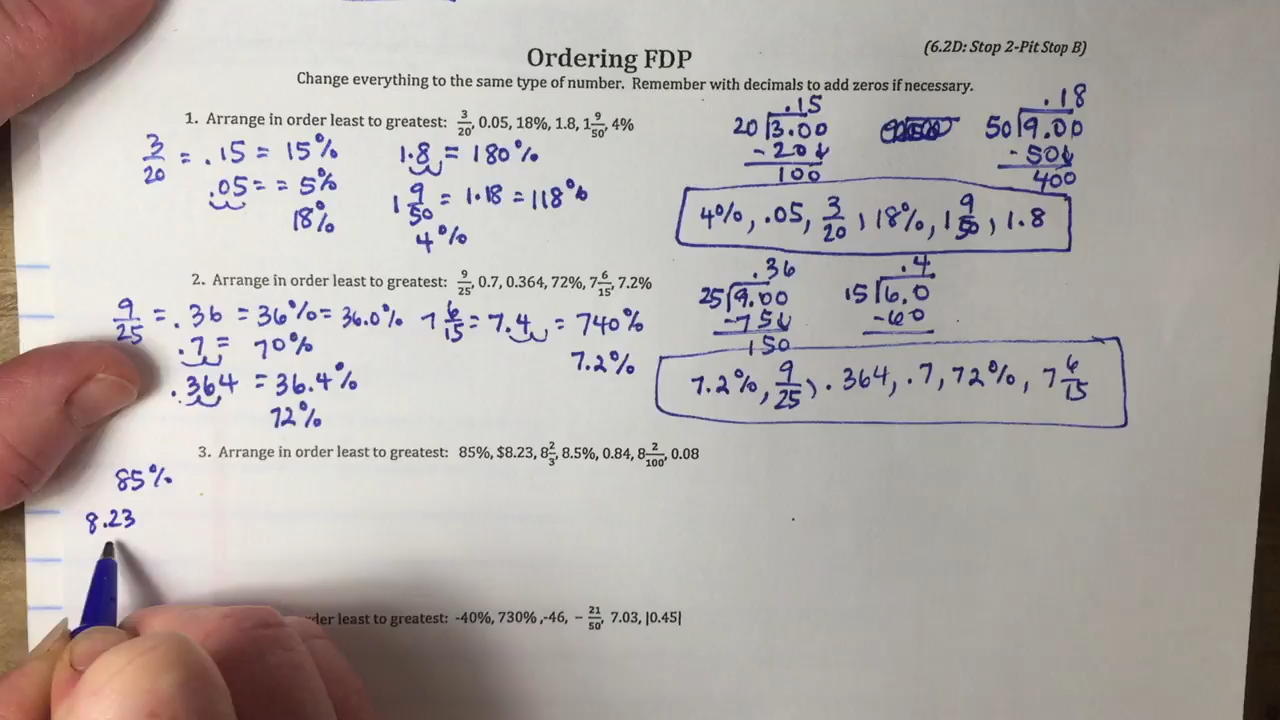 (6.2D: Stop 2-Pit Stop B)
Ordering FDP
Change everything to the same type of number. Remember with decimals to add zeros if necessary.
1. Arrange in order least to greatest: 3/20, 0.05, 18%, 1.8, 1 9/50, 4%
3/20 = .15 = 15%
.05 = = 5%
18%
1.8 = 180%
1 9/50 = 1.18 = 118%
4%
.15
20 3.00
-20
100
.18
50 9.00
-50
400
4%, .05, 3/20, 18%, 1 9/50, 1.8
2. Arrange in order least to greatest: 9/25, 0.7, 0.364, 72%, 7 6/15, 7.2%
9/25 = .36 = 36% = 36.0%
.7 = 70%
.364 = 36.4%
72%
7 6/15 = 7.4 = 740%
7.2%
.36
25 9.00
-75
150
.4
15 6.0
-60
7.2%, 9/25, .364, .7, 72%, 7 6/15
3. Arrange in order least to greatest: 85%, $8.23, 8 2/3, 8.5%, 0.84, 8 2/100, 0.08
85%
8.23
order least to greatest: -40%, 730% ,-46, - 21/50, 7.03, |0.45|